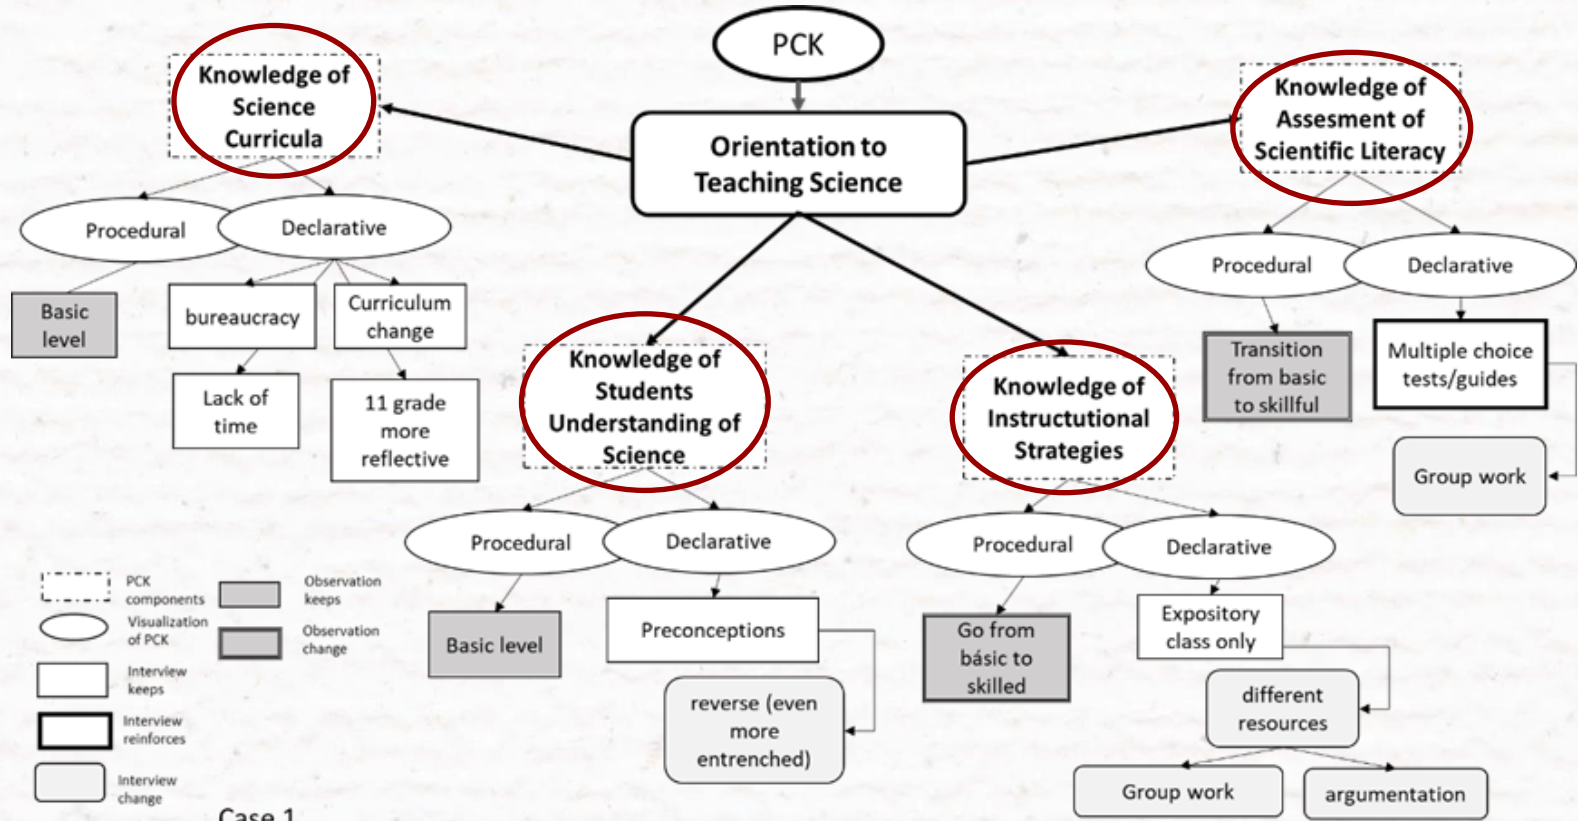 PCK
Orientation to
Teaching Science
Knowledge of
Science
Curricula
Procedural
Declarative
Basic
level
bureaucracy
Curriculum
change
Lack of
time
11 grade
more
reflective
Knowledge of
Students
Understanding of
Science
Procedural
Declarative
Basic level
Preconceptions
reverse (even
more
entrenched)
Knowledge of
Instructutional
Strategies
Procedural
Declarative
Go from
básic to
skilled
Expository
class only
different
resources
Group work
argumentation
Knowledge of
Assesment of
Scientific Literacy
Procedural
Declarative
Transition
from basic
to skillful
Multiple choice
tests/guides
Group work
PCK
components
Visualization
of PCK
Interview
keeps
Interview
reinforces
Interview
change
Observation
keeps
Observation
change
Case 1